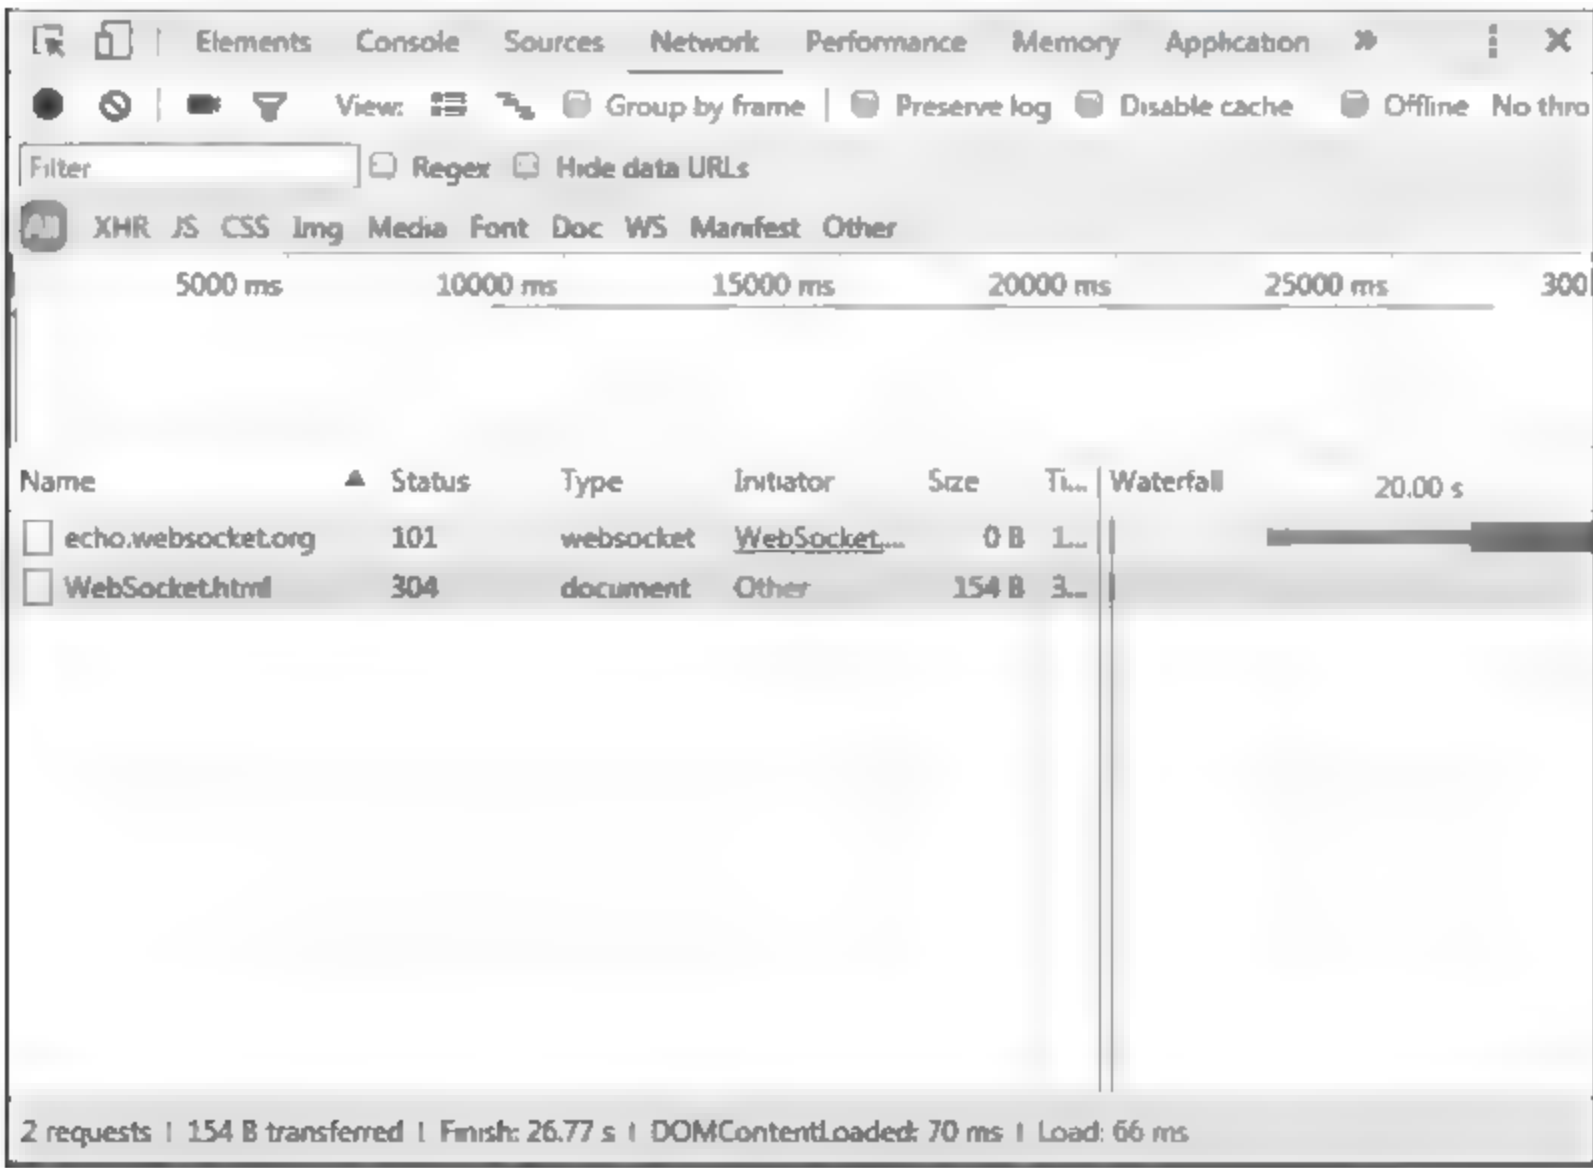 Elements Console Sources Network Performance Memory Application »
View: Group by frame Preserve log Disable cache Offline No thro
Filter Regex Hide data URLs
All XHR JS CSS Img Media Font Doc WS Manifest Other
5000 ms 10000 ms 15000 ms 20000 ms 25000 ms 300
Name Status Type Initiator Size Ti... Waterfall 20.00 s
echo.websocket.org 101 websocket WebSocket.... 0 B 1...
WebSocket.html 304 document Other 154 B 3...
2 requests | 154 B transferred | Finish: 26.77 s | DOMContentLoaded: 70 ms | Load: 66 ms